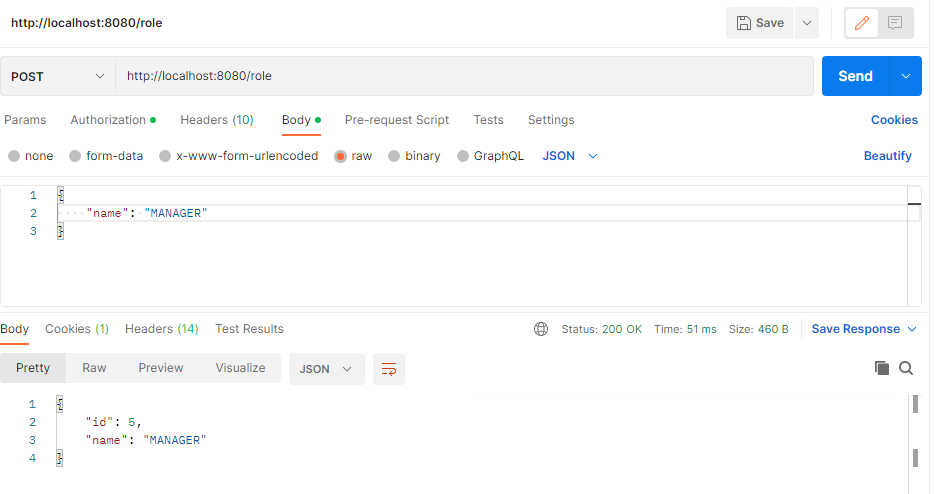 http://localhost:8080/role Save
POST http://localhost:8080/role Send
Params Authorization Headers (10) Body Pre-request Script Tests Settings Cookies
none form-data x-www-form-urlencoded raw binary GraphQL JSON Beautify
1 {
2 "name": "MANAGER"
3 }
Body Cookies (1) Headers (14) Test Results Status: 200 OK Time: 51 ms Size: 460 B Save Response
Pretty Raw Preview Visualize JSON
1 {
2 "id": 5,
3 "name": "MANAGER"
4 }